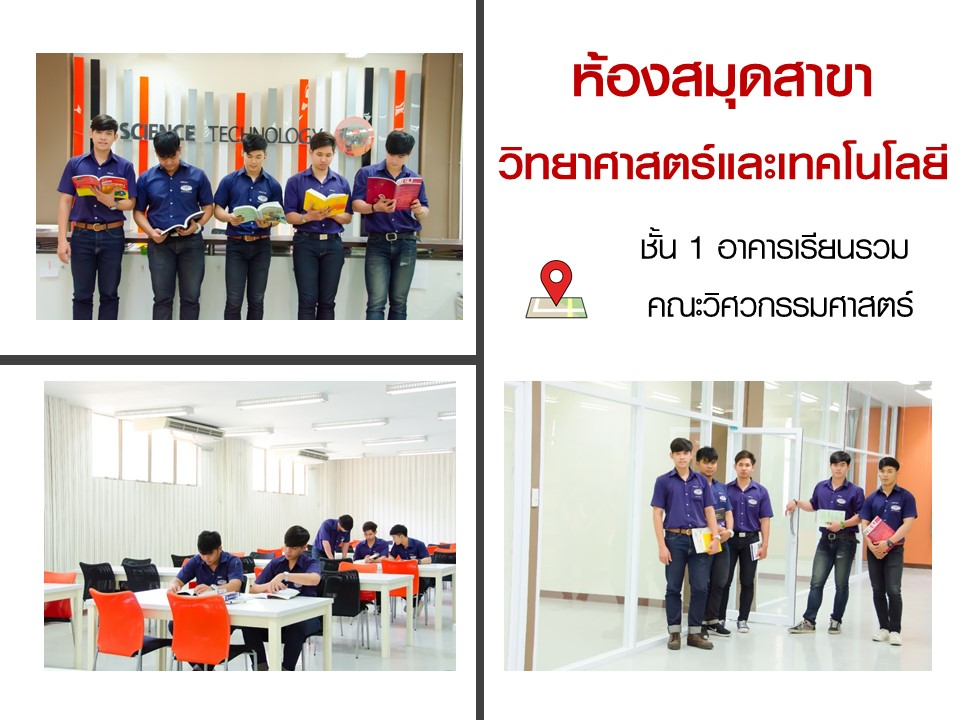 SCIENCE TECHNOLOGY
ห้องสมุดสาขา
วิทยาศาสตร์และเทคโนโลยี
ชั้น 1 อาคารเรียนรวม
คณะวิศวกรรมศาสตร์